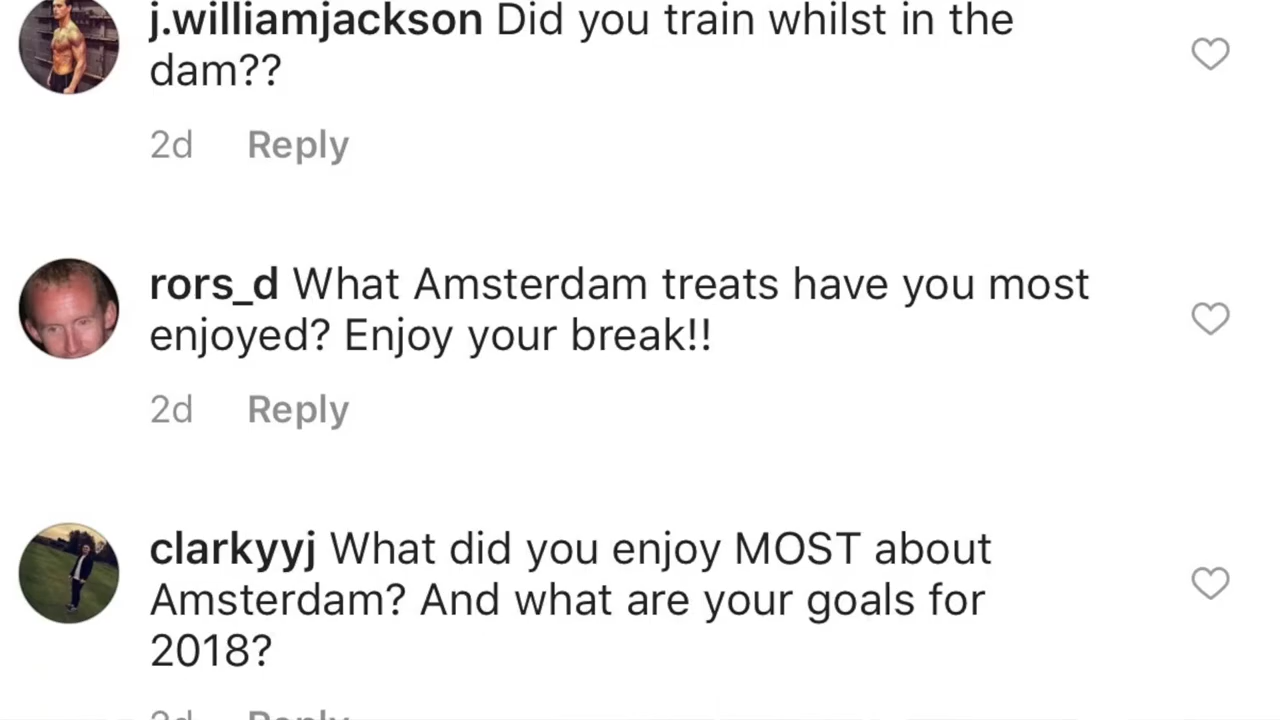 j.williamjackson Did you train whilst in the
dam??
2d Reply
rors_d What Amsterdam treats have you most
enjoyed? Enjoy your break!!
2d Reply
clarkyyj What did you enjoy MOST about
Amsterdam? And what are your goals for
2018?
2d Reply